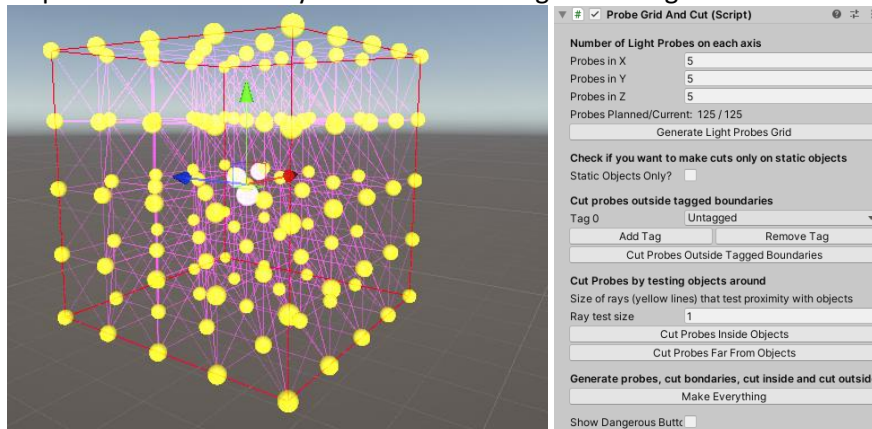 Probe Grid And Cut (Script)
Number of Light Probes on each axis
Probes in X 5
Probes in Y 5
Probes in Z 5
Probes Planned/Current: 125 / 125
Generate Light Probes Grid
Check if you want to make cuts only on static objects
Static Objects Only?
Cut probes outside tagged boundaries
Tag 0 Untagged
Add Tag Remove Tag
Cut Probes Outside Tagged Boundaries
Cut Probes by testing objects around
Size of rays (yellow lines) that test proximity with objects
Ray test size 1
Cut Probes Inside Objects
Cut Probes Far From Objects
Generate probes, cut bondaries, cut inside and cut outsid
Make Everything
Show Dangerous Butt